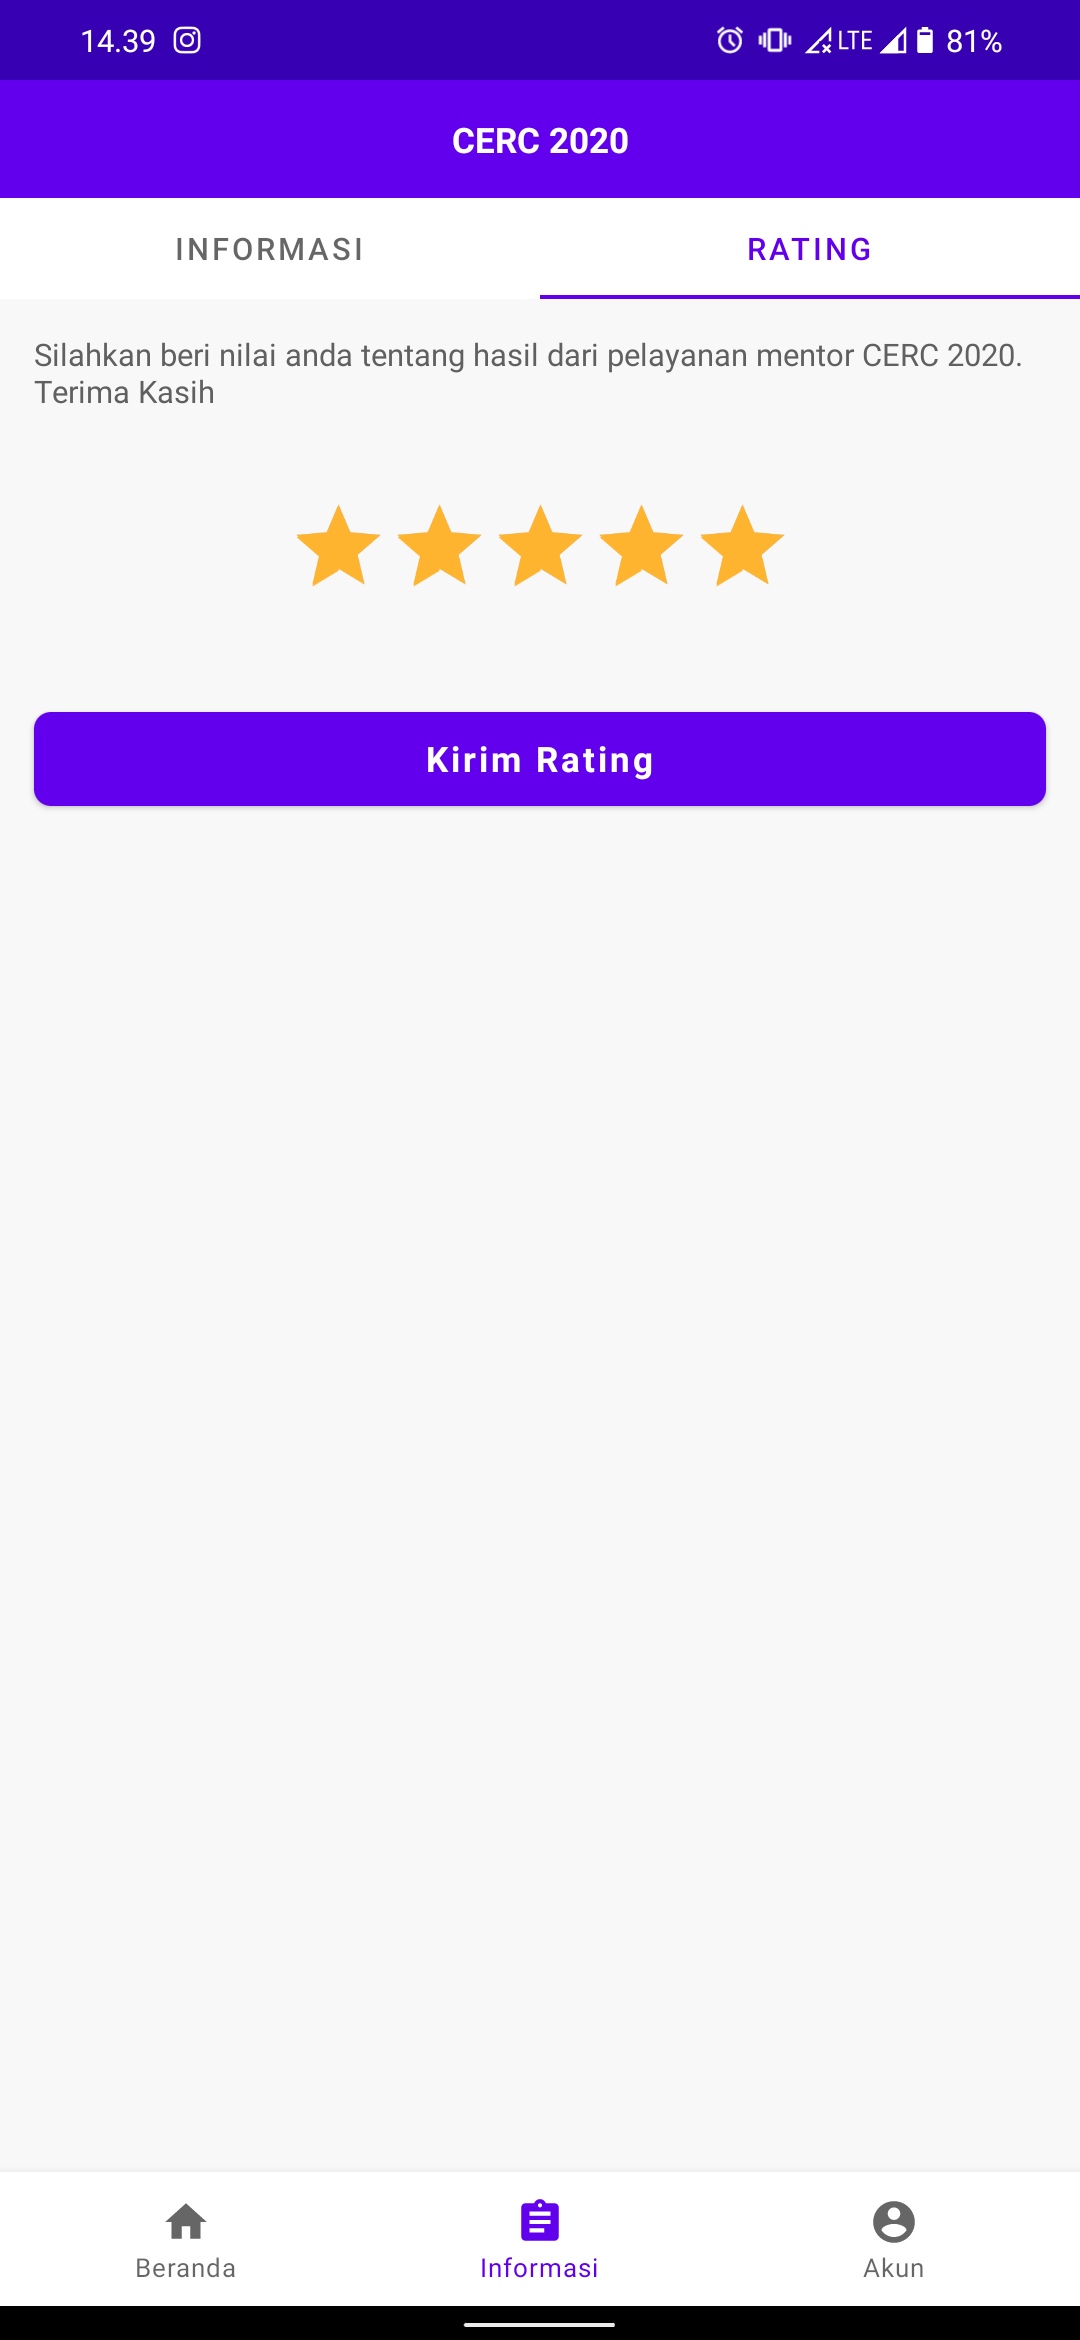 14.39
LTE
81%
CERC 2020
INFORMASI
RATING
Silahkan beri nilai anda tentang hasil dari pelayanan mentor CERC 2020.
Terima Kasih
Kirim Rating
Beranda
Informasi
Akun